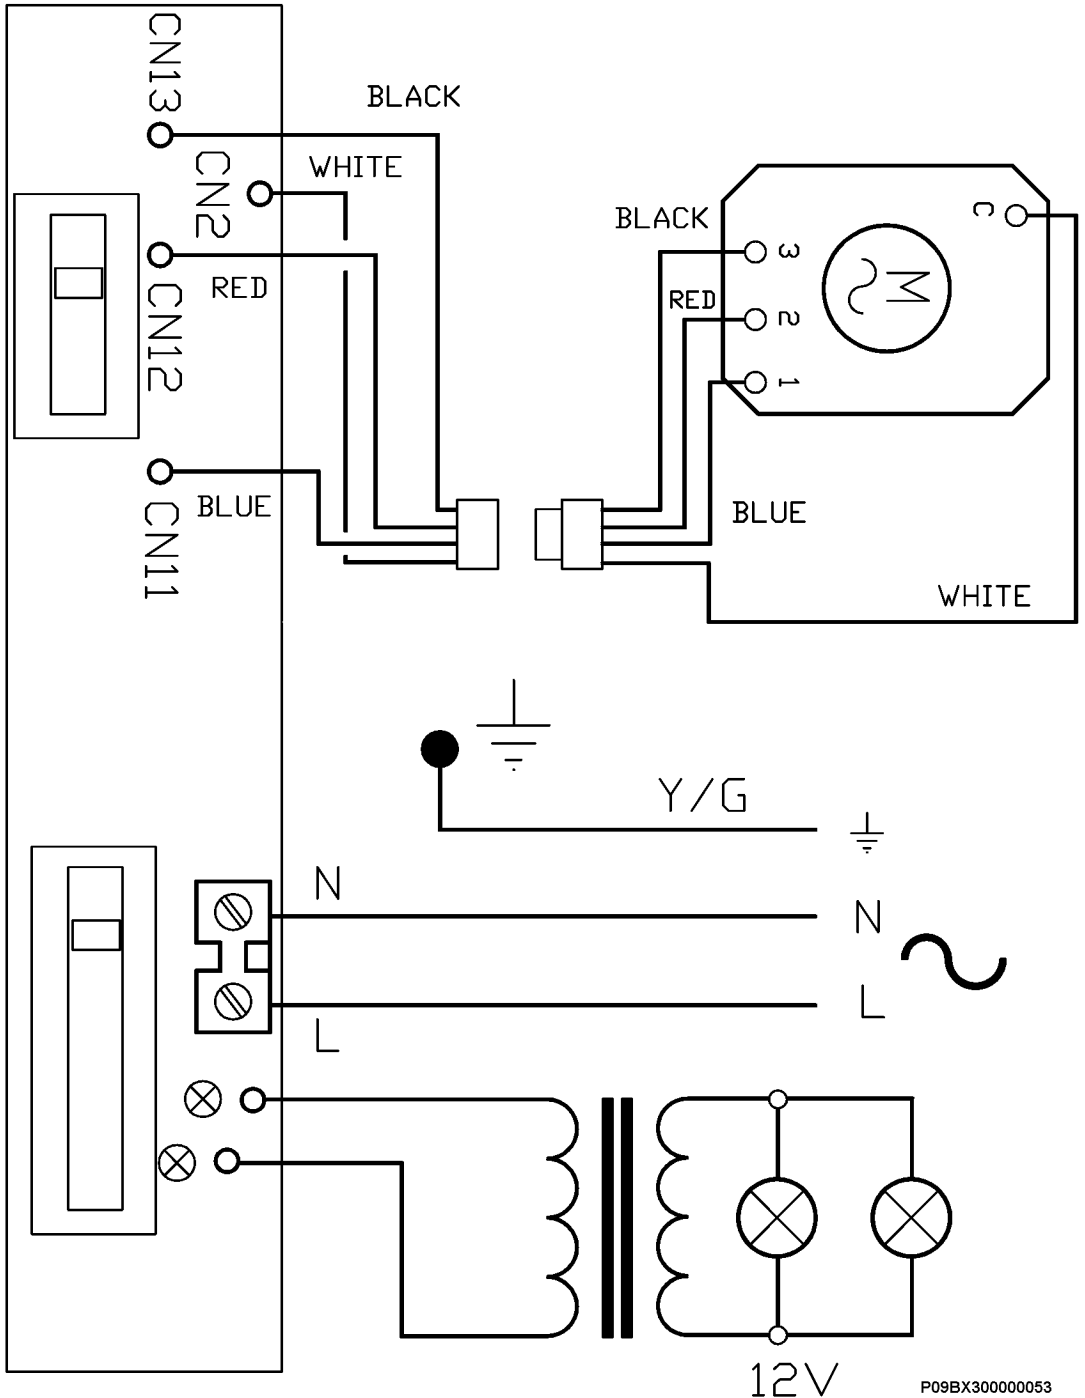 CN13
BLACK
CN2
WHITE
BLACK
C
3
RED
CN12
RED
2
M
1
BLUE
CN11
BLUE
WHITE
Y/G
N
N
L
L
12V
P09BX300000053